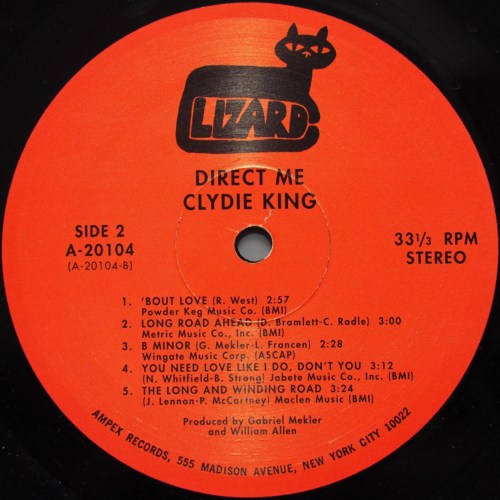 LIZARD
DIRECT ME
CLYDIE KING
SIDE 2
A-20104
(A-20104-B)
33 1/3 RPM
STEREO
1. 'BOUT LOVE (R. West) 2:57
Powder Keg Music Co. (BMI)
2. LONG ROAD AHEAD (D. Bramlett-C. Radle) 3:00
Metric Music Co., Inc. (BMI)
3. B MINOR (G. Mekler-L. Francen) 2:28
Wingate Music Corp. (ASCAP)
4. YOU NEED LOVE LIKE I DO, DON'T YOU 3:12
(N. Whitfield-B. Strong) Jobete Music Co., Inc. (BMI)
5. THE LONG AND WINDING ROAD 3:24
(J. Lennon-P. McCartney) Maclen Music (BMI)
Produced by Gabriel Mekler
and William Allen
AMPEX RECORDS, 555 MADISON AVENUE, NEW YORK CITY 10022